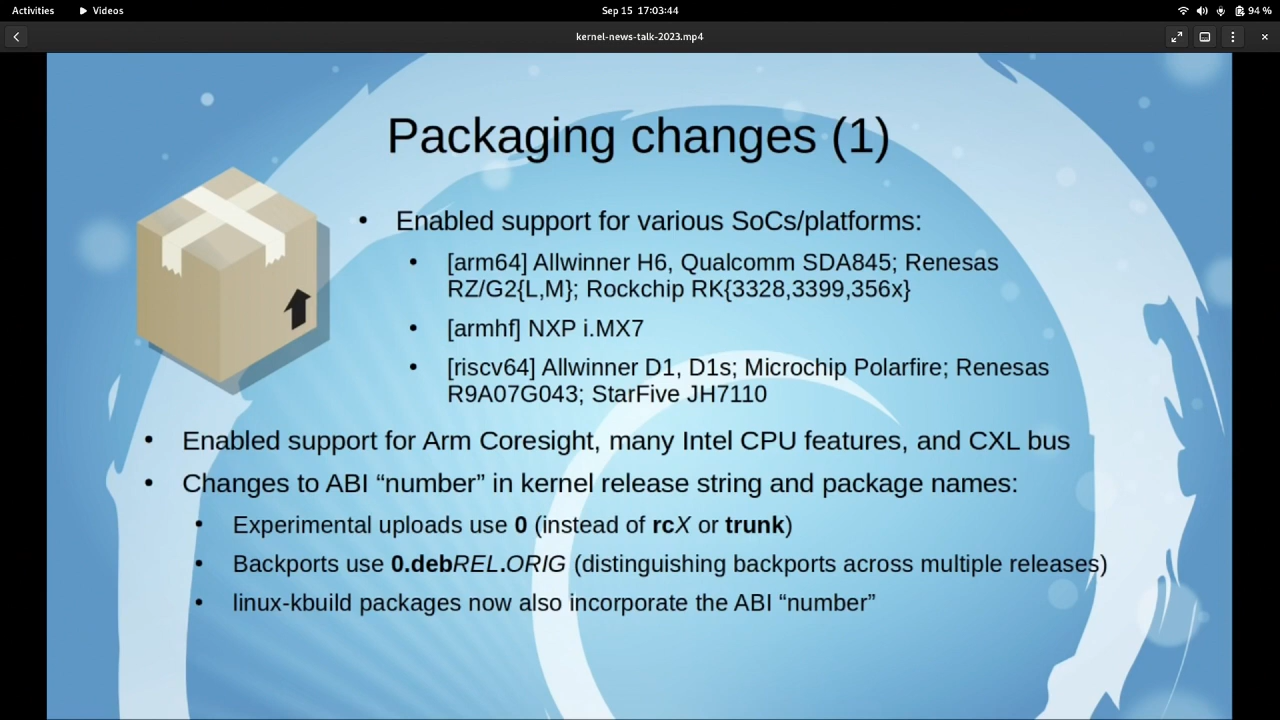 Activities Videos Sep 15 17:03:44 94 %
kernel-news-talk-2023.mp4
Packaging changes (1)
• Enabled support for various SoCs/platforms:
• [arm64] Allwinner H6, Qualcomm SDA845; Renesas
RZ/G2{L,M}; Rockchip RK{3328,3399,356x}
• [armhf] NXP i.MX7
• [riscv64] Allwinner D1, D1s; Microchip Polarfire; Renesas
R9A07G043; StarFive JH7110
• Enabled support for Arm Coresight, many Intel CPU features, and CXL bus
• Changes to ABI “number” in kernel release string and package names:
• Experimental uploads use 0 (instead of rcX or trunk)
• Backports use 0.debREL.ORIG (distinguishing backports across multiple releases)
• linux-kbuild packages now also incorporate the ABI “number”